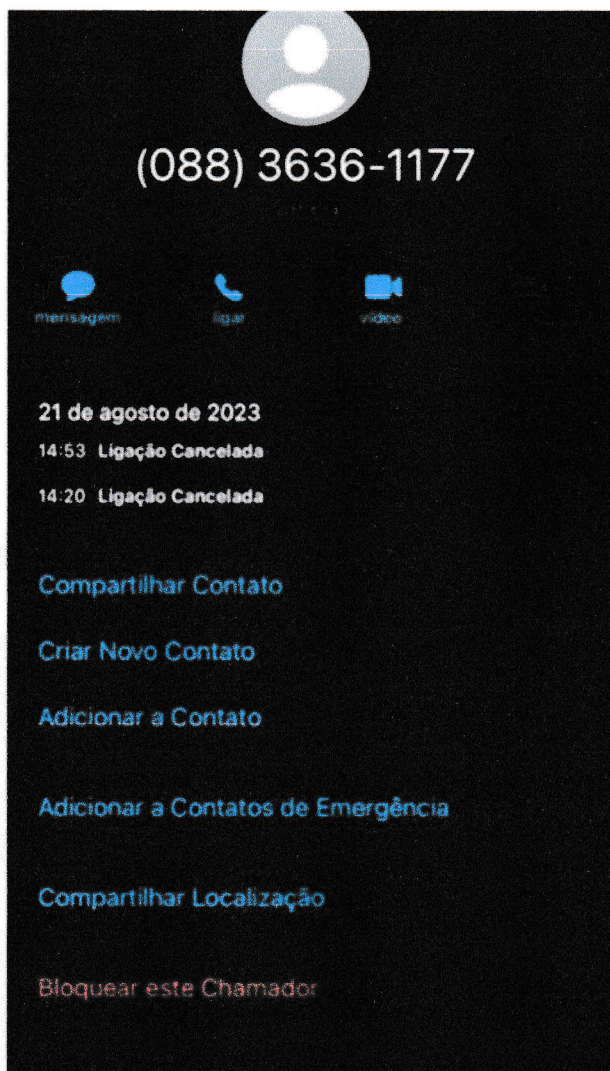 (088) 3636-1177
mensagem
ligar
vídeo
21 de agosto de 2023
14:53 Ligação Cancelada
14:20 Ligação Cancelada
Compartilhar Contato
Criar Novo Contato
Adicionar a Contato
Adicionar a Contatos de Emergência
Compartilhar Localização
Bloquear este Chamador